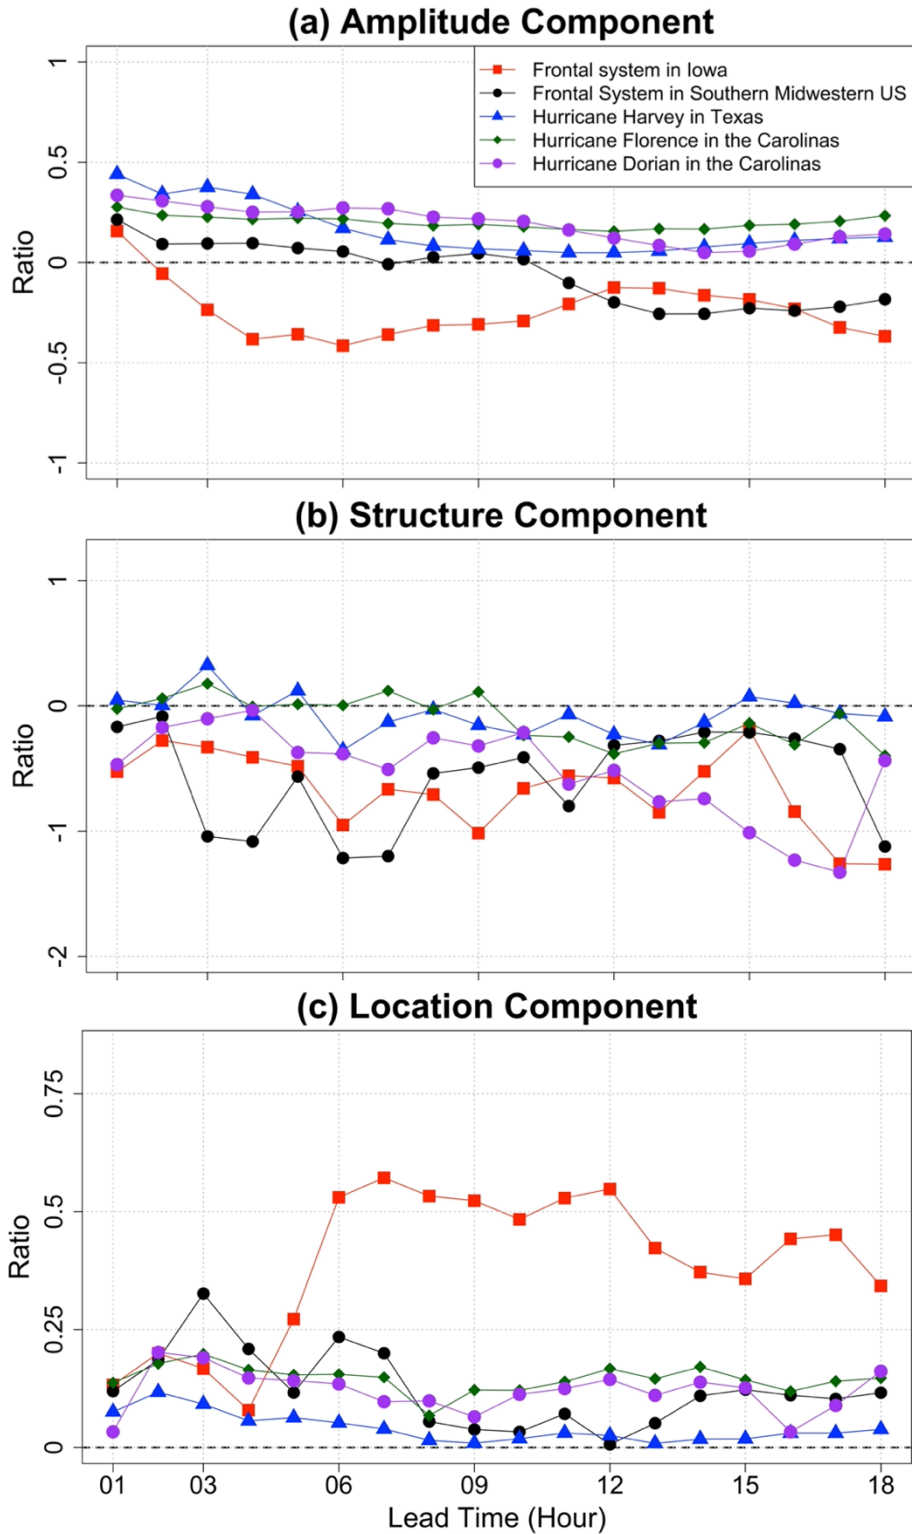 (a) Amplitude Component
Frontal system in Iowa
Frontal System in Southern Midwestern US
Hurricane Harvey in Texas
Hurricane Florence in the Carolinas
Hurricane Dorian in the Carolinas
1
0.5
0
-0.5
-1
Ratio
(b) Structure Component
1
0
-1
-2
Ratio
(c) Location Component
0.75
0.5
0.25
0
Ratio
01 03 06 09 12 15 18
Lead Time (Hour)